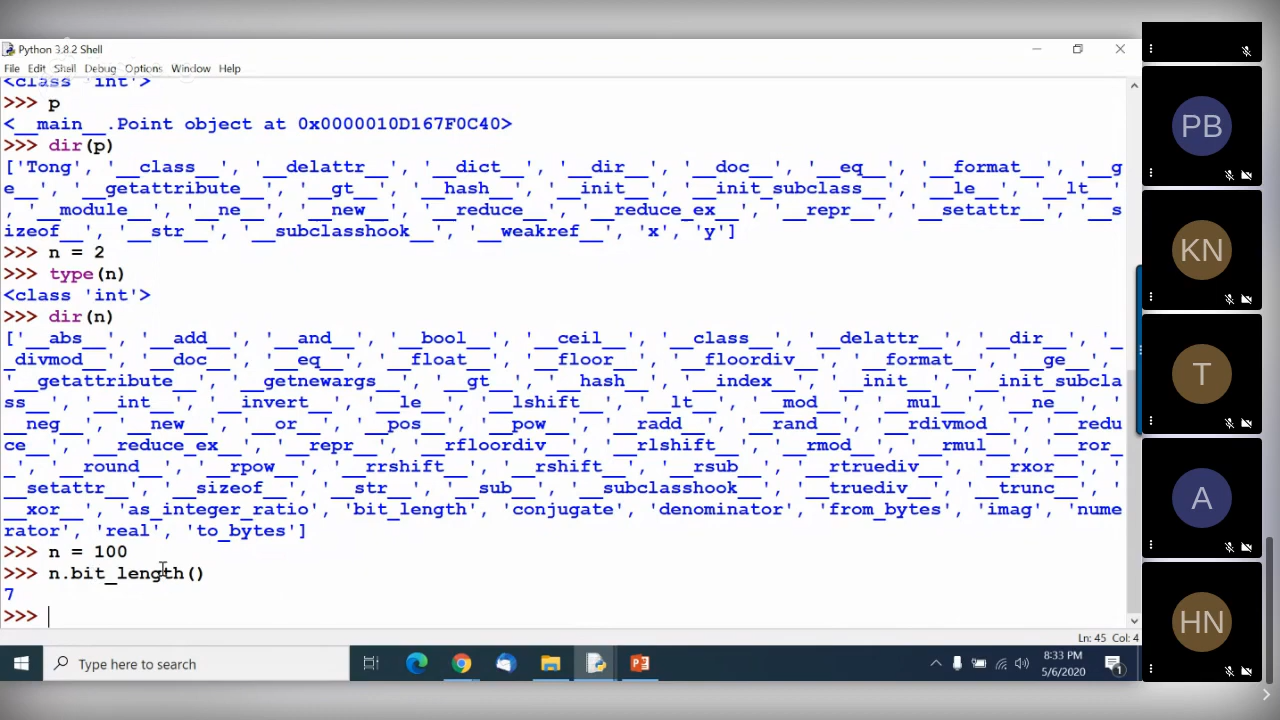 Python 3.8.2 Shell
File Edit Shell Debug Options Window Help
<class 'int'>
>>> p
<__main__.Point object at 0x0000010D167F0C40>
>>> dir(p)
['Tong', '__class__', '__delattr__', '__dict__', '__dir__', '__doc__', '__eq__', '__format__', '__g
e__', '__getattribute__', '__gt__', '__hash__', '__init__', '__init_subclass__', '__le__', '__lt__'
, '__module__', '__ne__', '__new__', '__reduce__', '__reduce_ex__', '__repr__', '__setattr__', '__s
izeof__', '__str__', '__subclasshook__', '__weakref__', 'x', 'y']
>>> n = 2
>>> type(n)
<class 'int'>
>>> dir(n)
['__abs__', '__add__', '__and__', '__bool__', '__ceil__', '__class__', '__delattr__', '__dir__', '_
_divmod__', '__doc__', '__eq__', '__float__', '__floor__', '__floordiv__', '__format__', '__ge__',
'__getattribute__', '__getnewargs__', '__gt__', '__hash__', '__index__', '__init__', '__init_subcla
ss__', '__int__', '__invert__', '__le__', '__lshift__', '__lt__', '__mod__', '__mul__', '__ne__', '
__neg__', '__new__', '__or__', '__pos__', '__pow__', '__radd__', '__rand__', '__rdivmod__', '__redu
ce__', '__reduce_ex__', '__repr__', '__rfloordiv__', '__rlshift__', '__rmod__', '__rmul__', '__ror_
_', '__round__', '__rpow__', '__rrshift__', '__rshift__', '__rsub__', '__rtruediv__', '__rxor__', '
__setattr__', '__sizeof__', '__str__', '__sub__', '__subclasshook__', '__truediv__', '__trunc__', '
__xor__', 'as_integer_ratio', 'bit_length', 'conjugate', 'denominator', 'from_bytes', 'imag', 'nume
rator', 'real', 'to_bytes']
>>> n = 100
>>> n.bit_length()
7
>>>
Ln: 45 Col: 4
Type here to search
8:33 PM
5/6/2020
1
PB
KN
T
A
HN